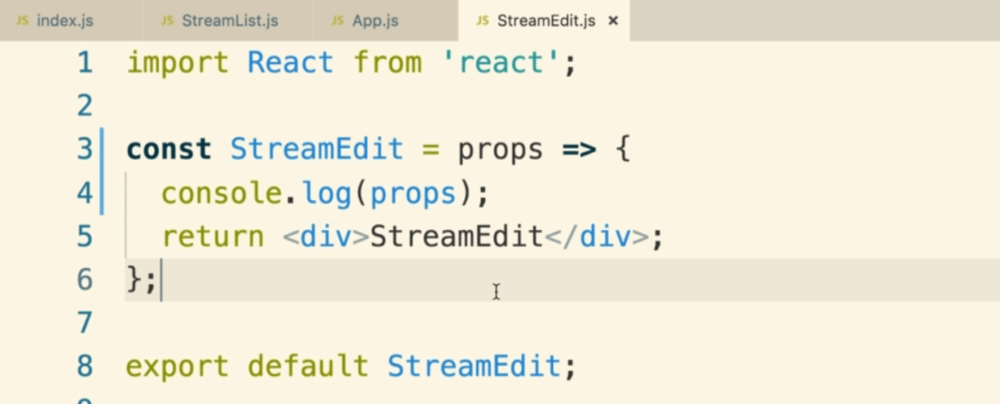 JS index.js JS StreamList.js JS App.js JS StreamEdit.js ×
1 import React from 'react';
2
3 const StreamEdit = props => {
4   console.log(props);
5   return <div>StreamEdit</div>;
6 };
7
8 export default StreamEdit;